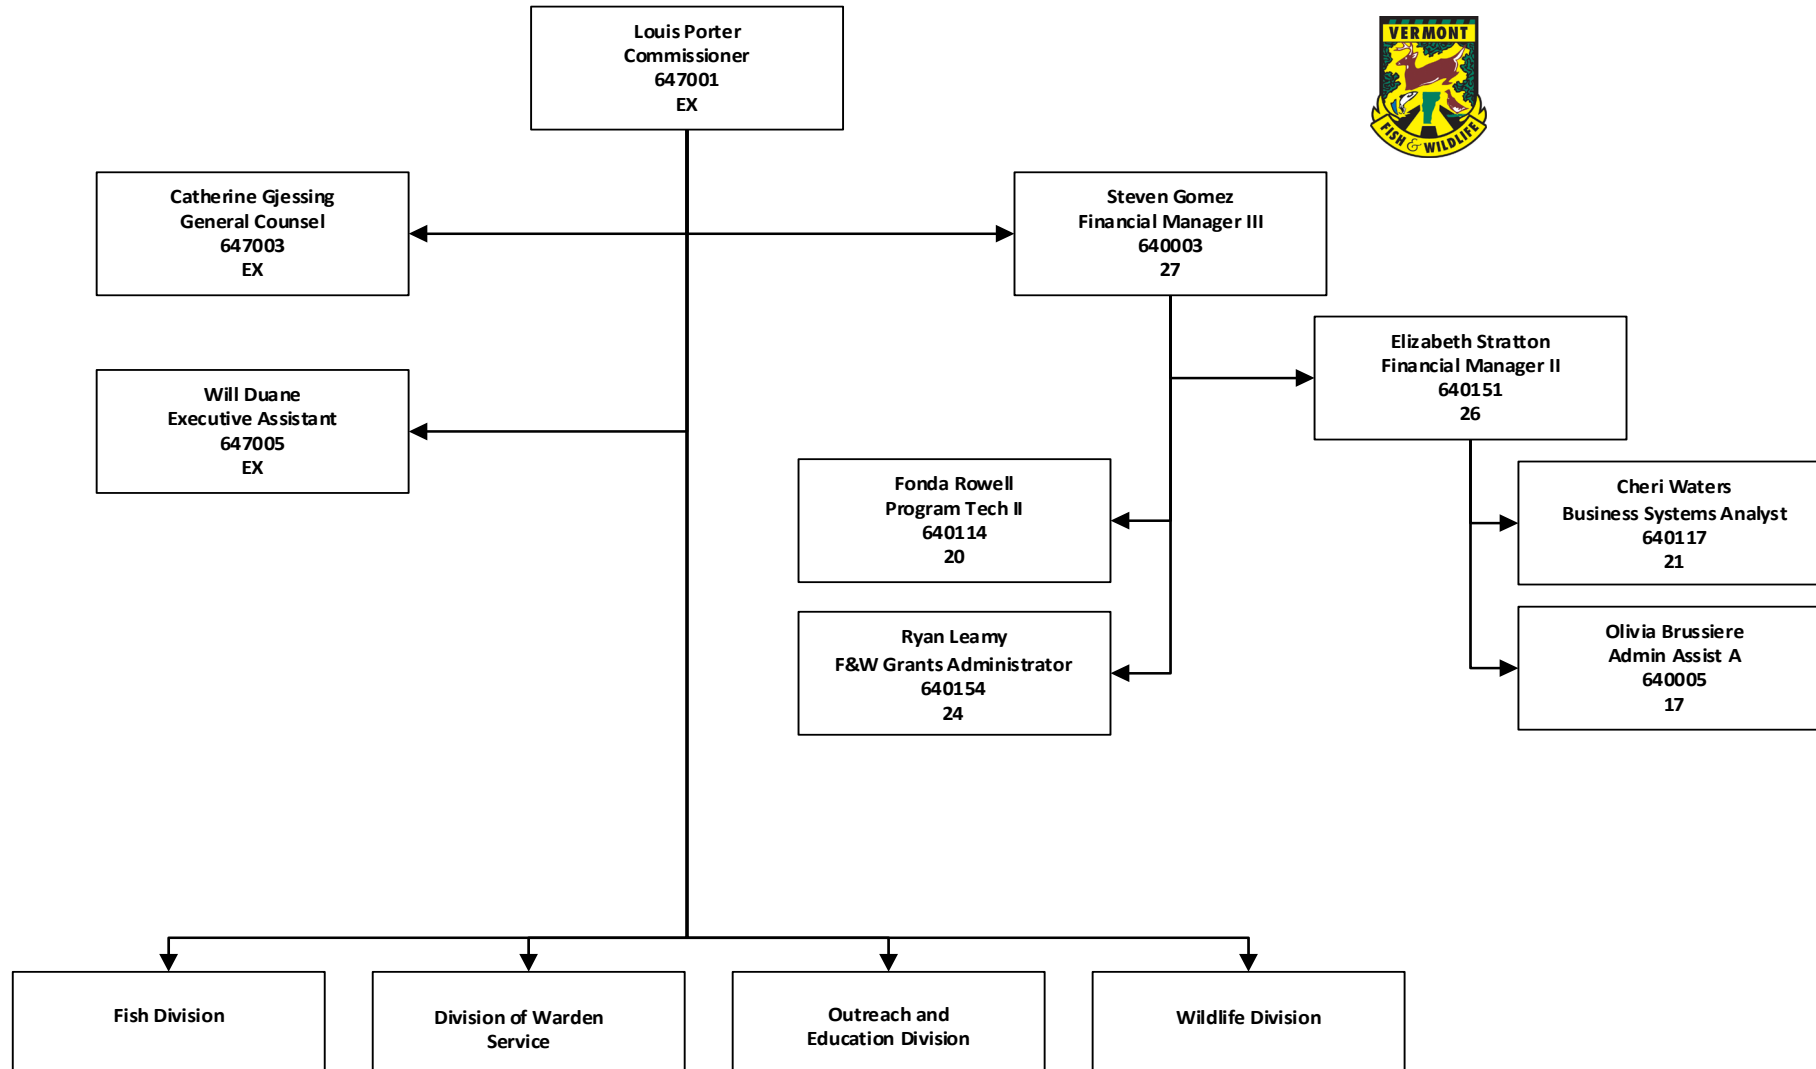 Louis Porter
Commissioner
647001
EX
VERMONT
FISH & WILDLIFE
Catherine Gjessing
General Counsel
647003
EX
Steven Gomez
Financial Manager III
640003
27
Elizabeth Stratton
Financial Manager II
640151
26
Will Duane
Executive Assistant
647005
EX
Fonda Rowell
Program Tech II
640114
20
Cheri Waters
Business Systems Analyst
640117
21
Ryan Leamy
F&W Grants Administrator
640154
24
Olivia Brussiere
Admin Assist A
640005
17
Fish Division
Division of Warden
Service
Outreach and
Education Division
Wildlife Division